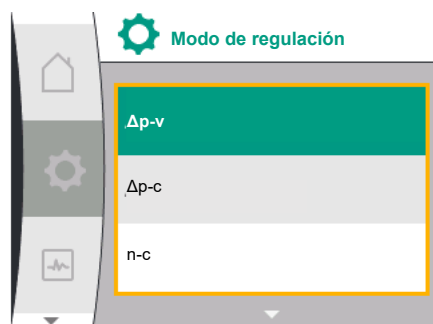 Modo de regulación
Δp-v
Δp-c
n-c